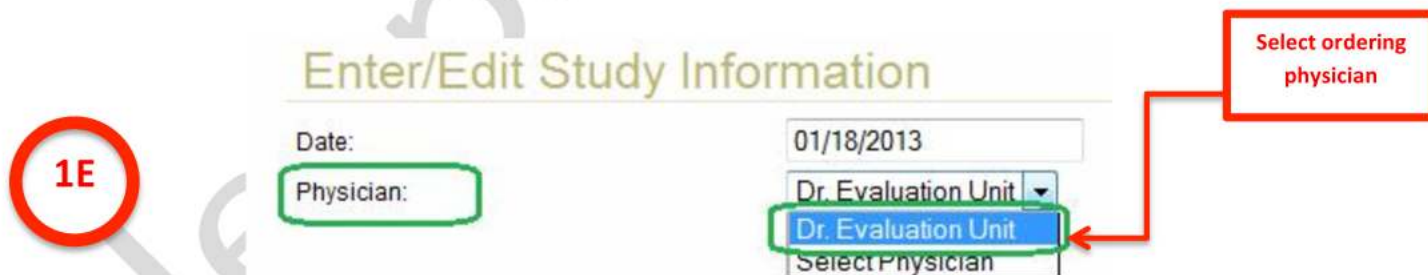 Enter/Edit Study Information
Select ordering
physician
1E
Date:
01/18/2013
Physician:
Dr. Evaluation Unit
Dr. Evaluation Unit
Select Physician